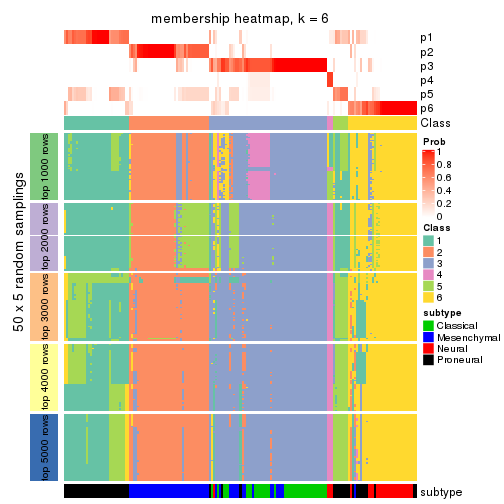 membership heatmap, k = 6
p1
p2
p3
p4
p5
p6
Class
50 x 5 random samplings
top 1000 rows
top 2000 rows
top 3000 rows
top 4000 rows
top 5000 rows
Prob
1
0.8
0.6
0.4
0.2
0
Class
1
2
3
4
5
6
subtype
Classical
Mesenchymal
Neural
Proneural
subtype